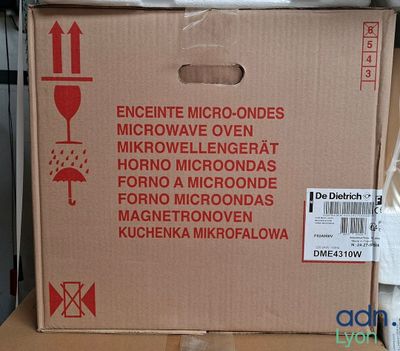 6
5
4
3
ENCEINTE MICRO-ONDES
MICROWAVE OVEN
MIKROWELLENGERÄT
HORNO MICROONDAS
FORNO A MICROONDE
FORNO MICROONDAS
MAGNETRONOVEN
KUCHENKA MIKROFALOWA
De Dietrich
F
DME4310W
adn.
Lyon